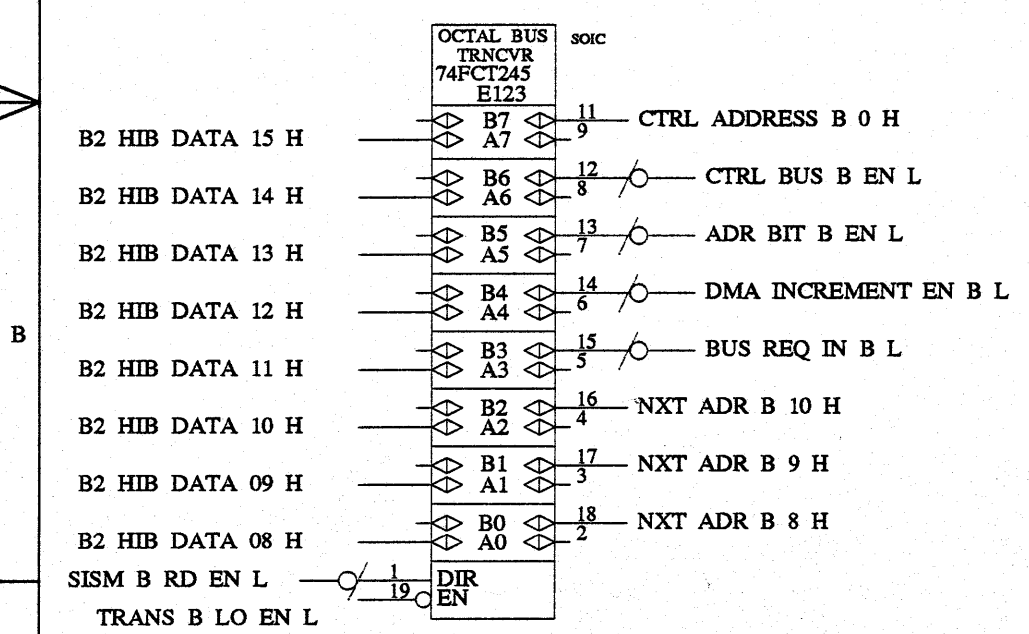 OCTAL BUS
TRNCVR
74FCT245
E123
SOIC
B7 11 CTRL ADDRESS B 0 H
B2 HIB DATA 15 H A7 9
B6 12 CTRL BUS B EN L
B2 HIB DATA 14 H A6 8
B5 13 ADR BIT B EN L
B2 HIB DATA 13 H A5 7
B4 14 DMA INCREMENT EN B L
B2 HIB DATA 12 H A4 6
B
B3 15 BUS REQ IN B L
B2 HIB DATA 11 H A3 5
B2 16 NXT ADR B 10 H
B2 HIB DATA 10 H A2 4
B1 17 NXT ADR B 9 H
B2 HIB DATA 09 H A1 3
B0 18 NXT ADR B 8 H
B2 HIB DATA 08 H A0 2
SISM B RD EN L 1 DIR
TRANS B LO EN L 19 EN